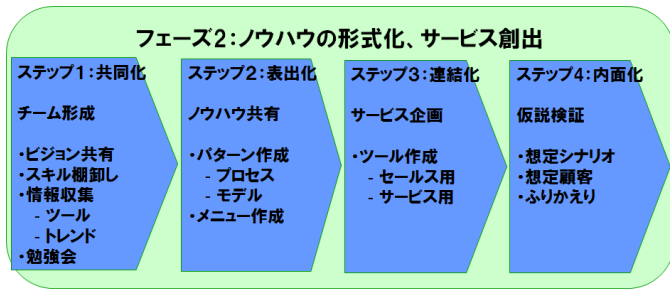 フェーズ2：ノウハウの形式化、サービス創出
ステップ1：共同化
チーム形成
・ビジョン共有
・スキル棚卸し
・情報収集
- ツール
- トレンド
・勉強会
ステップ2：表出化
ノウハウ共有
・パターン作成
- プロセス
- モデル
・メニュー作成
ステップ3：連結化
サービス企画
・ツール作成
- セールス用
- サービス用
ステップ4：内面化
仮説検証
・想定シナリオ
・想定顧客
・ふりかえり